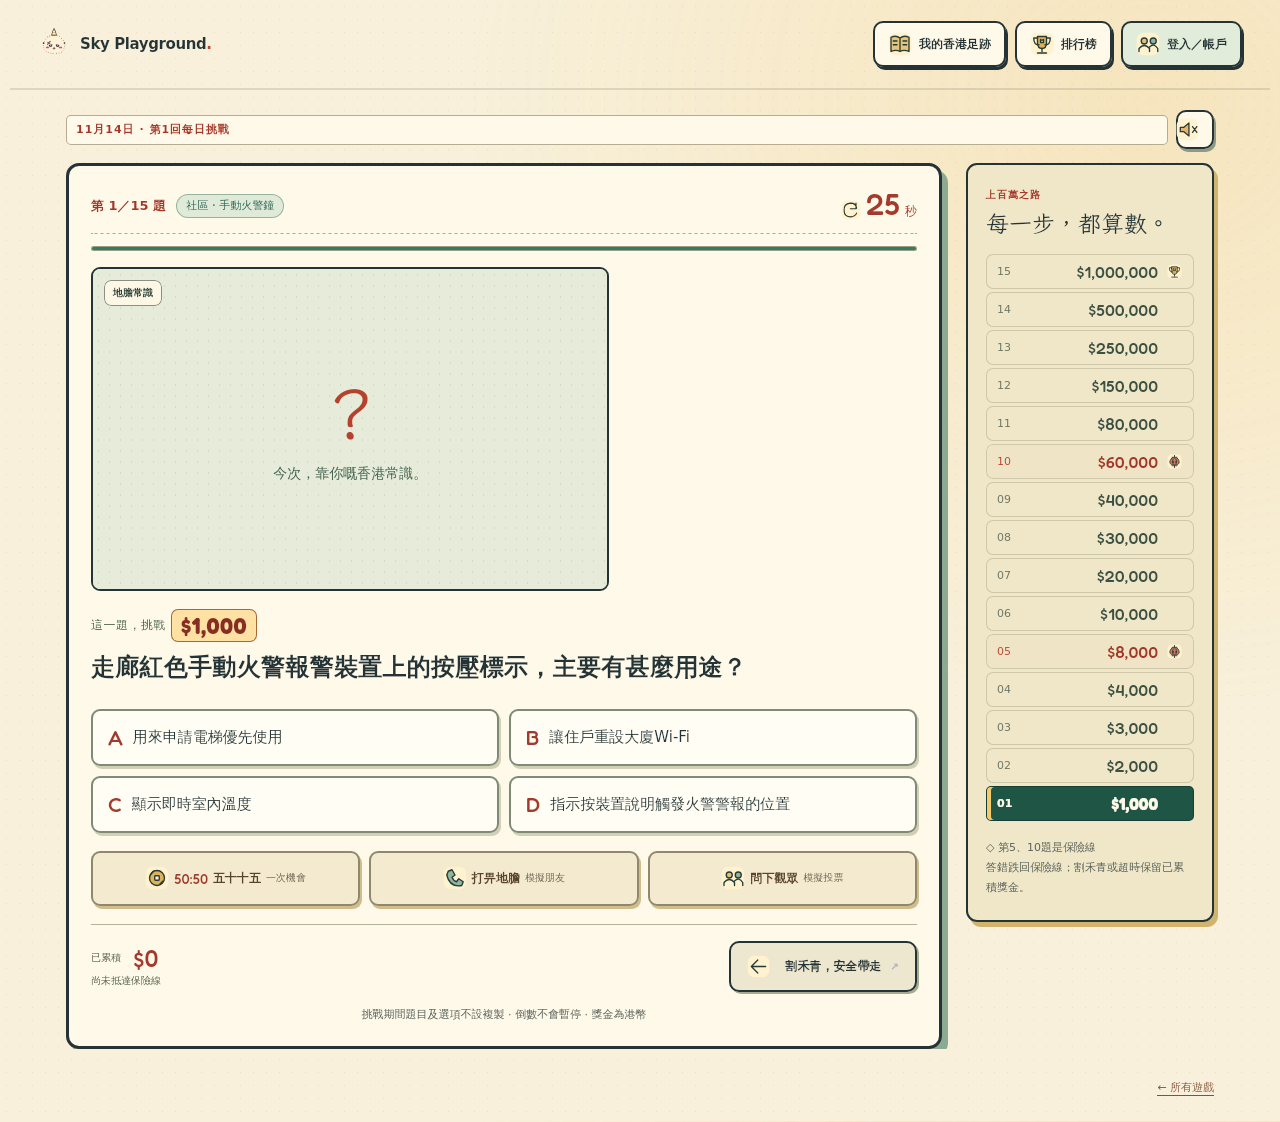 Sky Playground.
我的香港足跡
排行榜
登入／帳戶
11月14日 · 第1回每日挑戰
第 1／15 題
社區·手動火警鐘
25 秒
地膽常識
?
今次，靠你嘅香港常識。
這一題，挑戰 $1,000
走廊紅色手動火警報警裝置上的按壓標示，主要有甚麼用途？
A 用來申請電梯優先使用
B 讓住戶重設大廈Wi-Fi
C 顯示即時室內溫度
D 指示按裝置說明觸發火警警報的位置
50:50 五十十五 一次機會
打畀地膽 模擬朋友
問下觀眾 模擬投票
已累積 $0
尚未抵達保險線
割禾青，安全帶走 ↗
挑戰期間題目及選項不設複製 · 倒數不會暫停 · 獎金為港幣
上百萬之路
每一步，都算數。
15 $1,000,000
14 $500,000
13 $250,000
12 $150,000
11 $80,000
10 $60,000
09 $40,000
08 $30,000
07 $20,000
06 $10,000
05 $8,000
04 $4,000
03 $3,000
02 $2,000
01 $1,000
◇ 第5、10題是保險線
答錯跌回保險線；割禾青或超時保留已累
積獎金。
← 所有遊戲